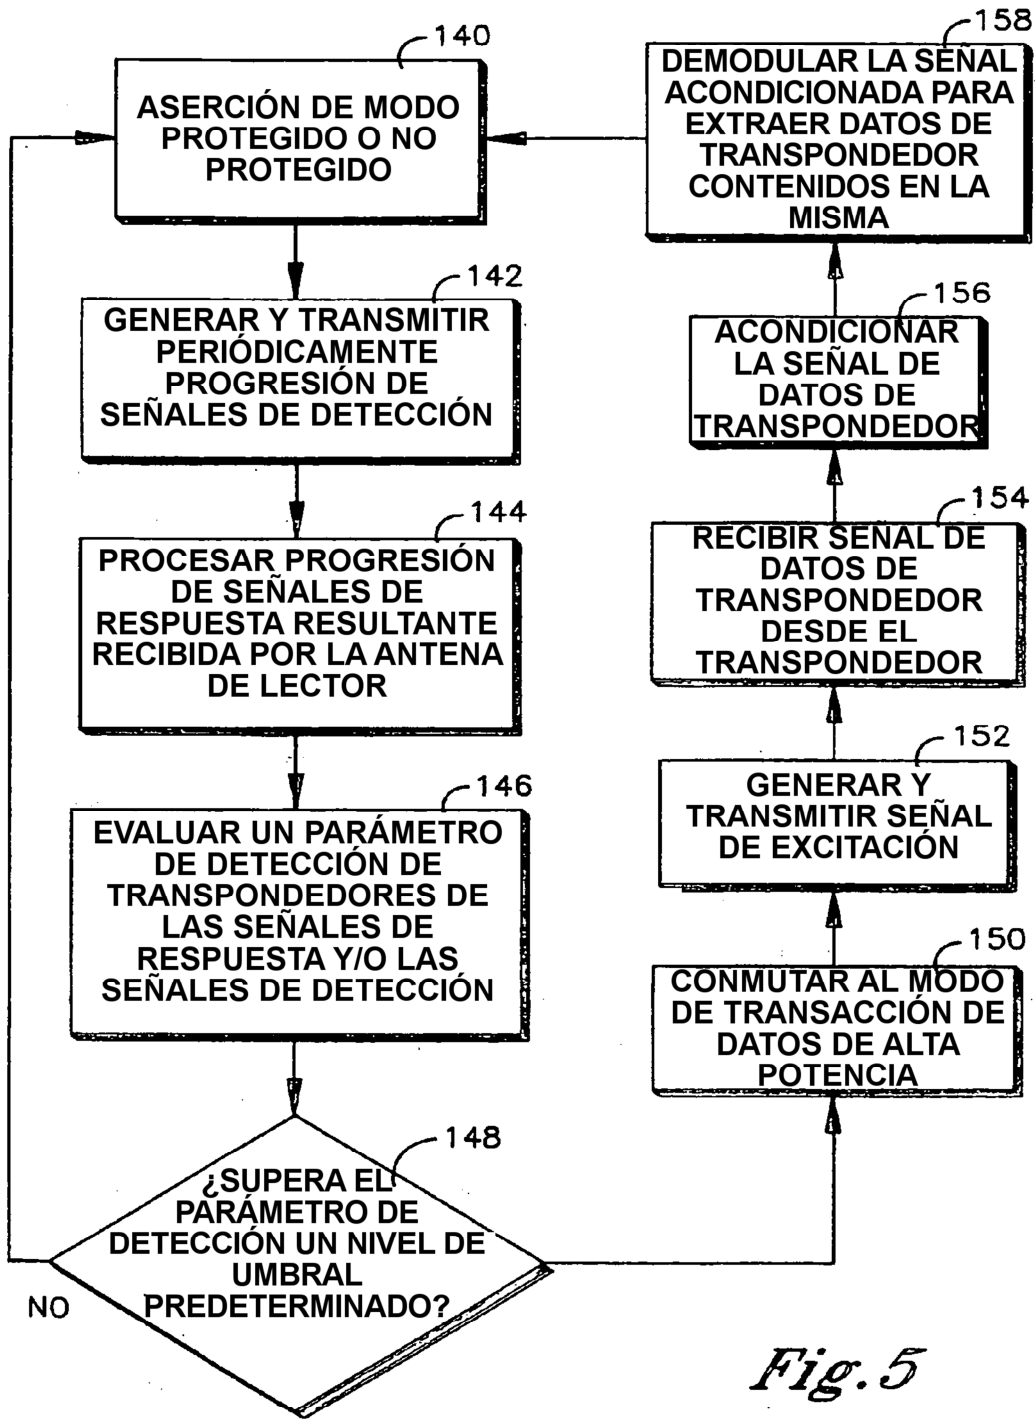 140
ASERCIÓN DE MODO
PROTEGIDO O NO
PROTEGIDO
142
GENERAR Y TRANSMITIR
PERIÓDICAMENTE
PROGRESIÓN DE
SEÑALES DE DETECCIÓN
144
PROCESAR PROGRESIÓN
DE SEÑALES DE
RESPUESTA RESULTANTE
RECIBIDA POR LA ANTENA
DE LECTOR
146
EVALUAR UN PARÁMETRO
DE DETECCIÓN DE
TRANSPONDEDORES DE
LAS SEÑALES DE
RESPUESTA Y/O LAS
SEÑALES DE DETECCIÓN
148
¿SUPERA EL
PARÁMETRO DE
DETECCIÓN UN NIVEL DE
UMBRAL
PREDETERMINADO?
NO
150
CONMUTAR AL MODO
DE TRANSACCIÓN DE
DATOS DE ALTA
POTENCIA
152
GENERAR Y
TRANSMITIR SEÑAL
DE EXCITACIÓN
154
RECIBIR SEÑAL DE
DATOS DE
TRANSPONDEDOR
DESDE EL
TRANSPONDEDOR
156
ACONDICIONAR
LA SEÑAL DE
DATOS DE
TRANSPONDEDOR
158
DEMODULAR LA SEÑAL
ACONDICIONADA PARA
EXTRAER DATOS DE
TRANSPONDEDOR
CONTENIDOS EN LA
MISMA
Fig. 5